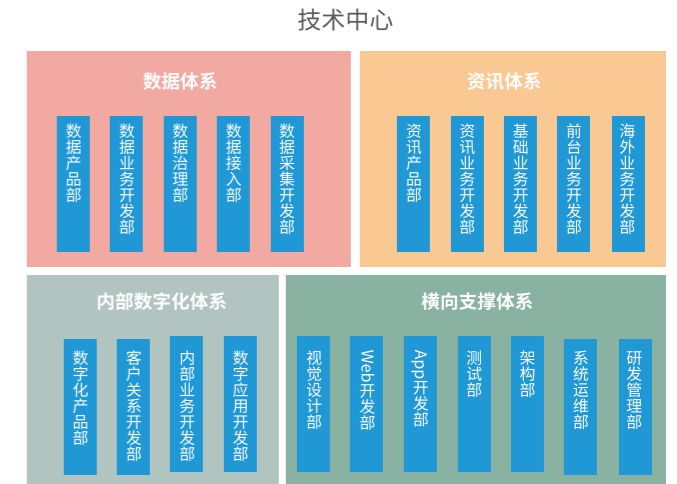 技术中心
数据体系
数据产品部
数据业务开发部
数据治理部
数据接入部
数据采集开发部
资讯体系
资讯产品部
资讯业务开发部
基础业务开发部
前台业务开发部
海外业务开发部
内部数字化体系
数字化产品部
客户关系开发部
内部业务开发部
数字应用开发部
横向支撑体系
视觉设计部
Web开发部
App开发部
测试部
架构部
系统运维部
研发管理部